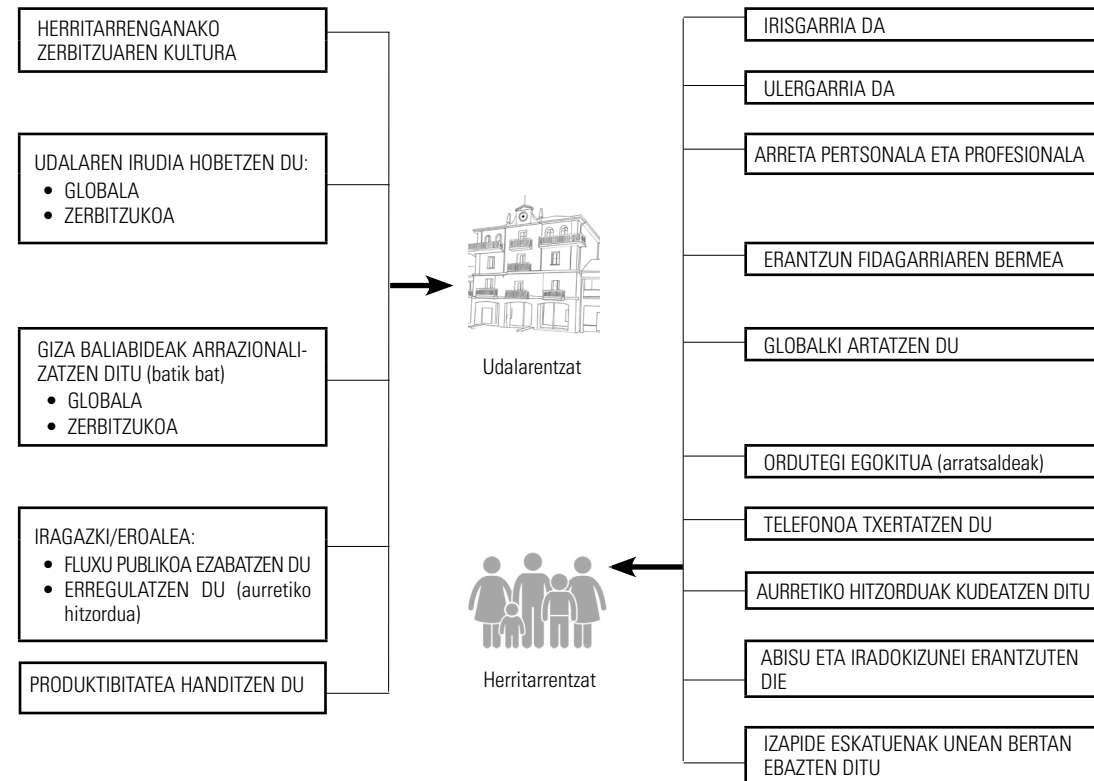 HERRITARRENGANAKO
ZERBITZUAREN KULTURA
UDALAREN IRUDIA HOBETZEN DU:
• GLOBALA
• ZERBITZUKOA
GIZA BALIABIDEAK ARRAZIONALI-
ZATZEN DITU (batik bat)
• GLOBALA
• ZERBITZUKOA
IRAGAZKI/EROALEA:
• FLUXU PUBLIKOA EZABATZEN DU
• ERREGULATZEN DU (aurretiko
hitzordua)
PRODUKTIBITATEA HANDITZEN DU
Udalarentzat
Herritarrentzat
IRISGARRIA DA
ULERGARRIA DA
ARRETA PERTSONALA ETA PROFESIONALA
ERANTZUN FIDAGARRIAREN BERMEA
GLOBALKI ARTATZEN DU
ORDUTEGI EGOKITUA (arratsaldeak)
TELEFONOA TXERTATZEN DU
AURRETIKO HITZORDUAK KUDEATZEN DITU
ABISU ETA IRADOKIZUNEI ERANTZUTEN
DIE
IZAPIDE ESKATUENAK UNEAN BERTAN
EBAZTEN DITU